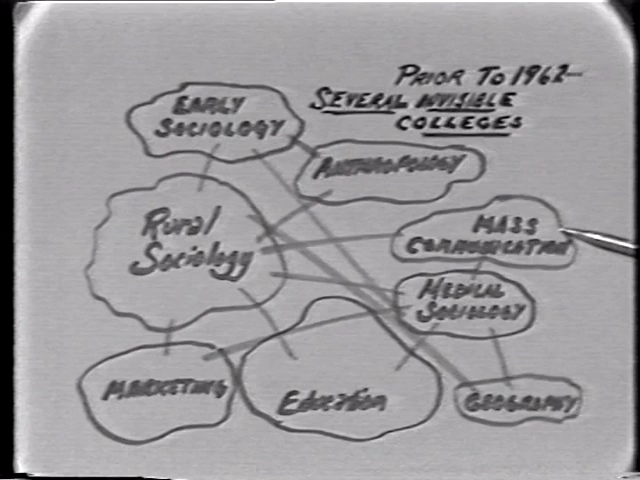 PRIOR TO 1962—
SEVERAL INVISIBLE
COLLEGES
EARLY
SOCIOLOGY
ANTHROPOLOGY
Rural
Sociology
MASS
COMMUNICATION
MEDICAL
SOCIOLOGY
MARKETING
Education
GEOGRAPHY